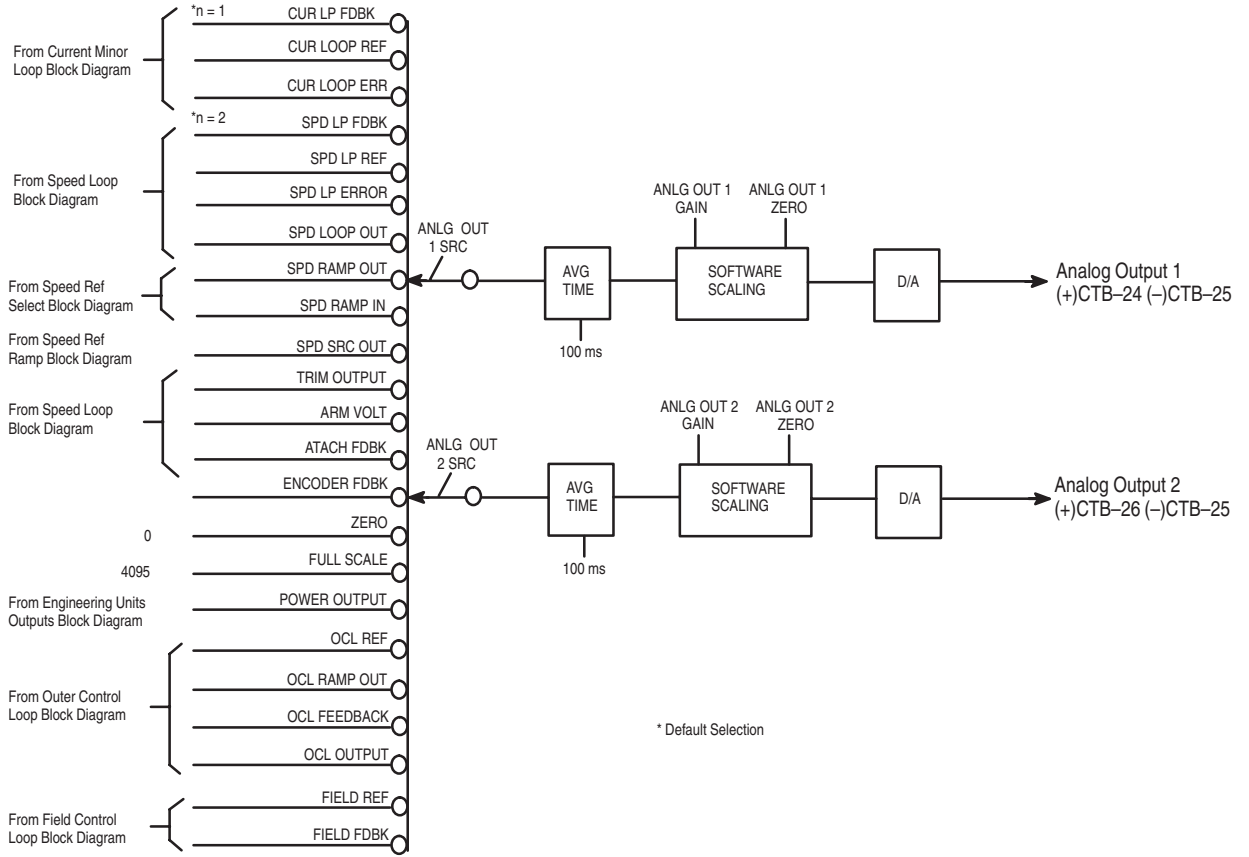 *n = 1
CUR LP FDBK
From Current Minor
Loop Block Diagram
CUR LOOP REF
CUR LOOP ERR
*n = 2
SPD LP FDBK
From Speed Loop
Block Diagram
SPD LP REF
SPD LP ERROR
SPD LOOP OUT
From Speed Ref
Select Block Diagram
SPD RAMP OUT
SPD RAMP IN
From Speed Ref
Ramp Block Diagram
SPD SRC OUT
From Speed Loop
Block Diagram
TRIM OUTPUT
ARM VOLT
ATACH FDBK
ENCODER FDBK
0
ZERO
4095
FULL SCALE
From Engineering Units
Outputs Block Diagram
POWER OUTPUT
From Outer Control
Loop Block Diagram
OCL REF
OCL RAMP OUT
OCL FEEDBACK
OCL OUTPUT
From Field Control
Loop Block Diagram
FIELD REF
FIELD FDBK
ANLG OUT
1 SRC
AVG
TIME
100 ms
ANLG OUT 1
GAIN
ANLG OUT 1
ZERO
SOFTWARE
SCALING
D/A
Analog Output 1
(+)CTB–24 (–)CTB–25
ANLG OUT
2 SRC
AVG
TIME
100 ms
ANLG OUT 2
GAIN
ANLG OUT 2
ZERO
SOFTWARE
SCALING
D/A
Analog Output 2
(+)CTB–26 (–)CTB–25
* Default Selection